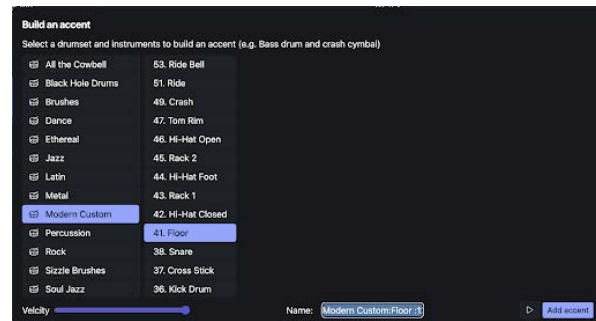 Build an accent
Select a drumset and instruments to build an accent (e.g. Bass drum and crash cymbal)
All the Cowbell
Black Hole Drums
Brushes
Dance
Ethereal
Jazz
Latin
Metal
Modern Custom
Percussion
Rock
Sizzle Brushes
Soul Jazz
53. Ride Bell
51. Ride
49. Crash
47. Tom Rim
46. Hi-Hat Open
45. Rack 2
44. Hi-Hat Foot
43. Rack 1
42. Hi-Hat Closed
41. Floor
38. Snare
37. Cross Stick
36. Kick Drum
Velcity
Name: Modern Custom:Floor :1
Add accent